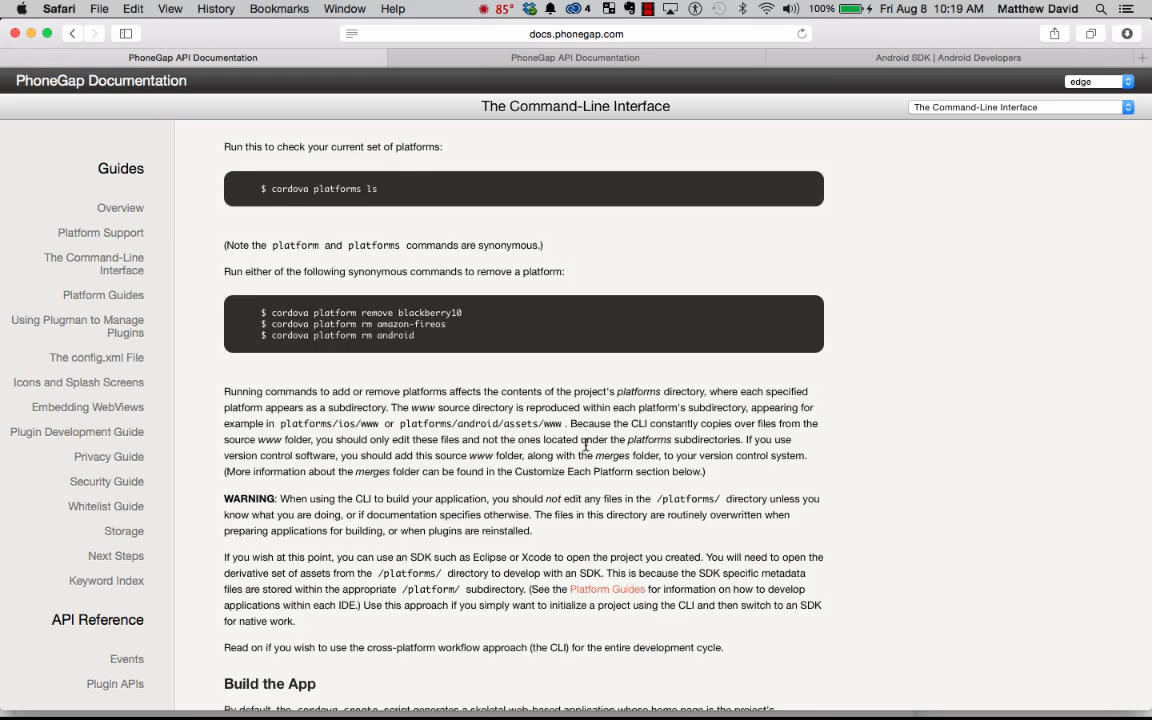 Safari File Edit View History Bookmarks Window Help 85° 4 100% Fri Aug 8 10:19 AM Matthew David
docs.phonegap.com
PhoneGap API Documentation PhoneGap API Documentation Android SDK | Android Developers
PhoneGap Documentation edge
The Command-Line Interface The Command-Line Interface
Guides
Overview
Platform Support
The Command-Line
Interface
Platform Guides
Using Plugman to Manage
Plugins
The config.xml File
Icons and Splash Screens
Embedding WebViews
Plugin Development Guide
Privacy Guide
Security Guide
Whitelist Guide
Storage
Next Steps
Keyword Index
API Reference
Events
Plugin APIs
Run this to check your current set of platforms:
$ cordova platforms ls
(Note the platform and platforms commands are synonymous.)
Run either of the following synonymous commands to remove a platform:
$ cordova platform remove blackberry10
$ cordova platform rm amazon-fireos
$ cordova platform rm android
Running commands to add or remove platforms affects the contents of the project's platforms directory, where each specified
platform appears as a subdirectory. The www source directory is reproduced within each platform's subdirectory, appearing for
example in platforms/ios/www or platforms/android/assets/www. Because the CLI constantly copies over files from the
source www folder, you should only edit these files and not the ones located under the platforms subdirectories. If you use
version control software, you should add this source www folder, along with the merges folder, to your version control system.
(More information about the merges folder can be found in the Customize Each Platform section below.)
WARNING: When using the CLI to build your application, you should not edit any files in the /platforms/ directory unless you
know what you are doing, or if documentation specifies otherwise. The files in this directory are routinely overwritten when
preparing applications for building, or when plugins are reinstalled.
If you wish at this point, you can use an SDK such as Eclipse or Xcode to open the project you created. You will need to open the
derivative set of assets from the /platforms/ directory to develop with an SDK. This is because the SDK specific metadata
files are stored within the appropriate /platform/ subdirectory. (See the Platform Guides for information on how to develop
applications within each IDE.) Use this approach if you simply want to initialize a project using the CLI and then switch to an SDK
for native work.
Read on if you wish to use the cross-platform workflow approach (the CLI) for the entire development cycle.
Build the App
By default, the cordova create script generates a skeletal web-based application whose home page is the project's